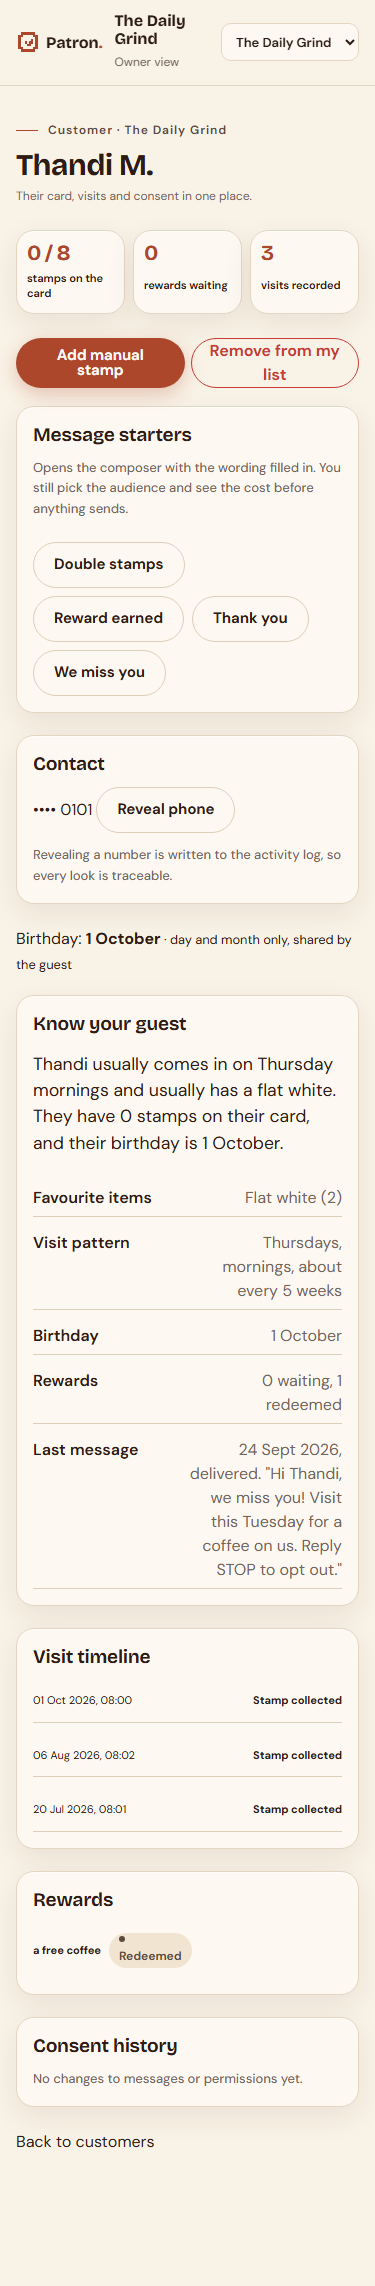 Patron.
The Daily
Grind
Owner view
The Daily Grind
Customer · The Daily Grind
Thandi M.
Their card, visits and consent in one place.
0 / 8
stamps on the
card
0
rewards waiting
3
visits recorded
Add manual
stamp
Remove from my
list
Message starters
Opens the composer with the wording filled in. You
still pick the audience and see the cost before
anything sends.
Double stamps
Reward earned
Thank you
We miss you
Contact
•••• 0101
Reveal phone
Revealing a number is written to the activity log, so
every look is traceable.
Birthday: 1 October · day and month only, shared by
the guest
Know your guest
Thandi usually comes in on Thursday
mornings and usually has a flat white.
They have 0 stamps on their card,
and their birthday is 1 October.
Favourite items
Flat white (2)
Visit pattern
Thursdays,
mornings, about
every 5 weeks
Birthday
1 October
Rewards
0 waiting, 1
redeemed
Last message
24 Sept 2026,
delivered. "Hi Thandi,
we miss you! Visit
this Tuesday for a
coffee on us. Reply
STOP to opt out."
Visit timeline
01 Oct 2026, 08:00
Stamp collected
06 Aug 2026, 08:02
Stamp collected
20 Jul 2026, 08:01
Stamp collected
Rewards
a free coffee
Redeemed
Consent history
No changes to messages or permissions yet.
Back to customers